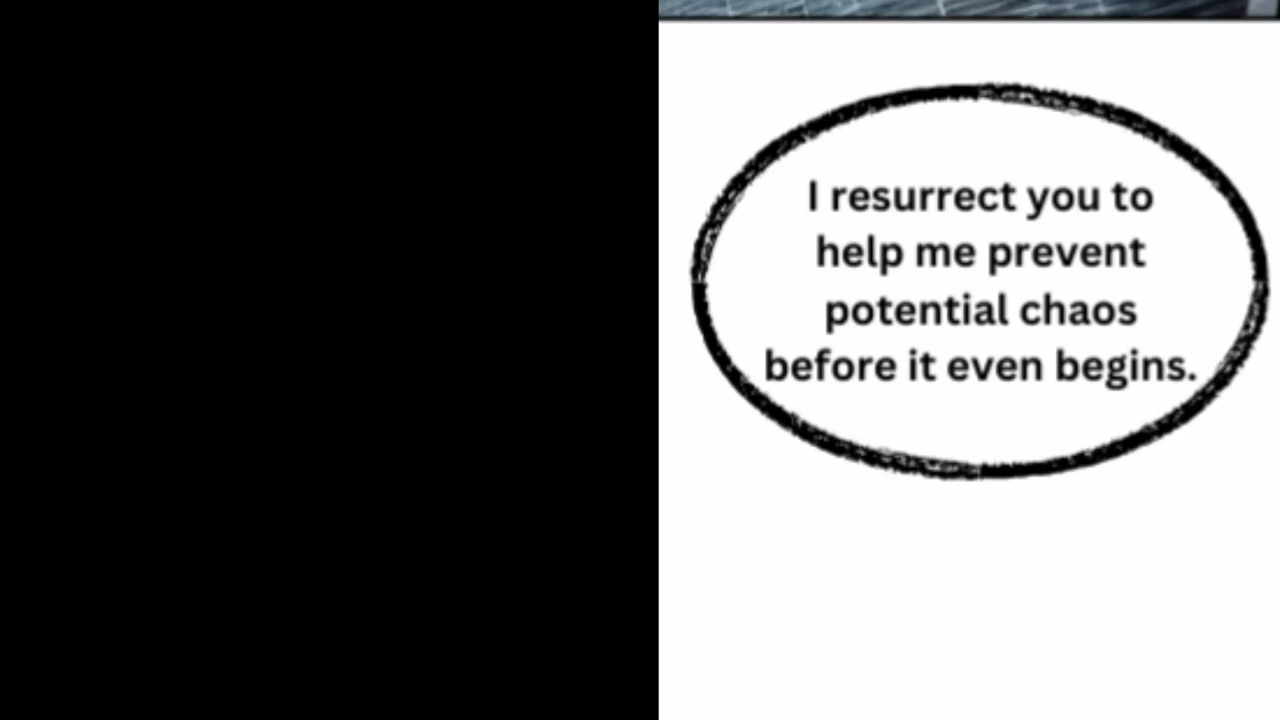 I resurrect you to
help me prevent
potential chaos
before it even begins.